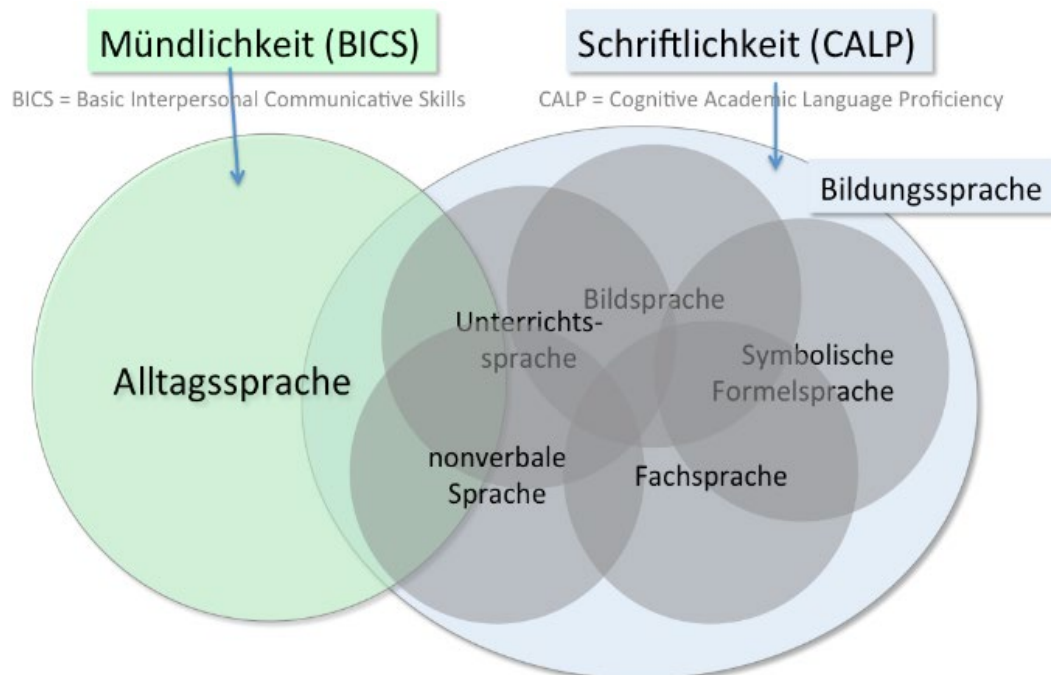 Mündlichkeit (BICS)
Schriftlichkeit (CALP)
BICS = Basic Interpersonal Communicative Skills
CALP = Cognitive Academic Language Proficiency
Bildungssprache
Bildsprache
Unterrichts-
sprache
Symbolische
Formelsprache
Alltagssprache
nonverbale
Sprache
Fachsprache